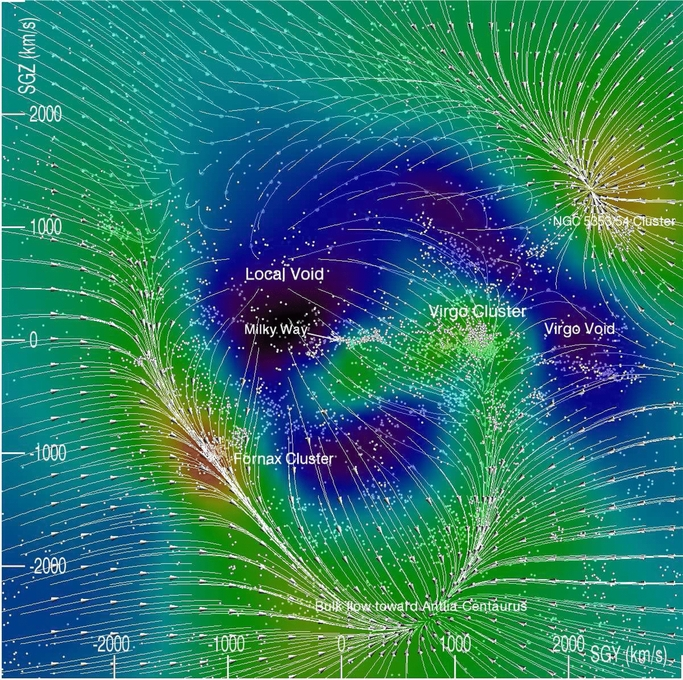 SGZ (km/s)
2000
1000
NGC 5353/54 Cluster
Local Void
Virgo Cluster
Milky Way
Virgo Void
0
-1000
Fornax Cluster
-2000
Bulk flow toward Antlia-Centaurus
-2000
-1000
0
1000
2000
SGY (km/s)